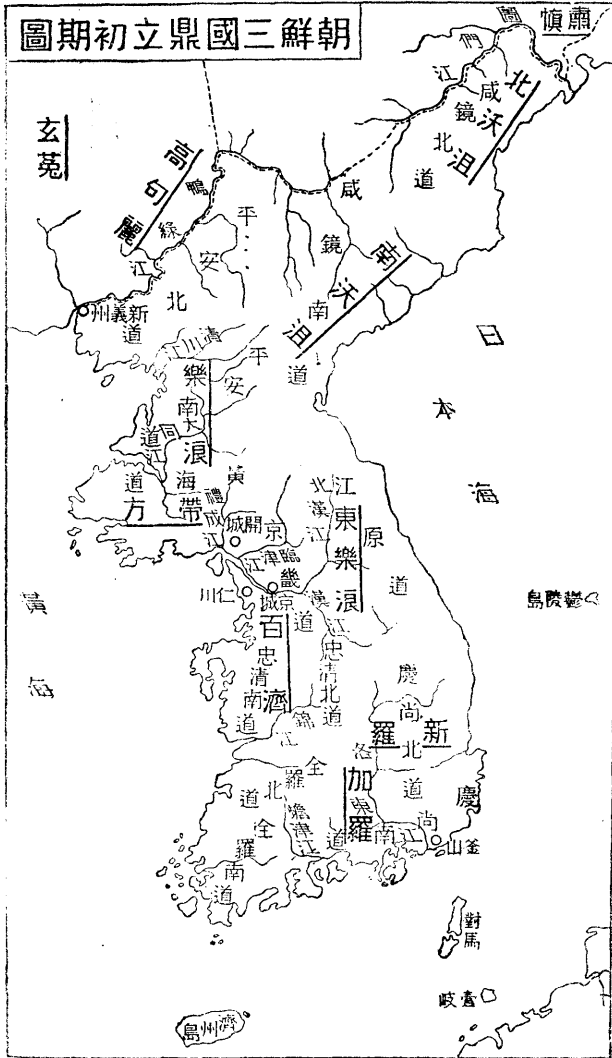 朝鮮三國鼎立初期圖
肅慎
圖們江
咸鏡北道
北沃沮
玄菟
高句麗
鴨綠江
平安北道
咸鏡南道
南沃沮
新義州
清川江
平安南道
樂浪
大同江
日本海
黃海道
帶方
禮成江
開城
京畿道
臨津江
北漢江
江原道
東樂浪
仁川
京城
漢江
鬱陵島
黃海
百濟
忠清南道
忠清北道
錦江
慶尚北道
新羅
全羅北道
加羅
洛東江
慶尚南道
蟾津江
全羅南道
釜山
對馬
壹岐
濟州島